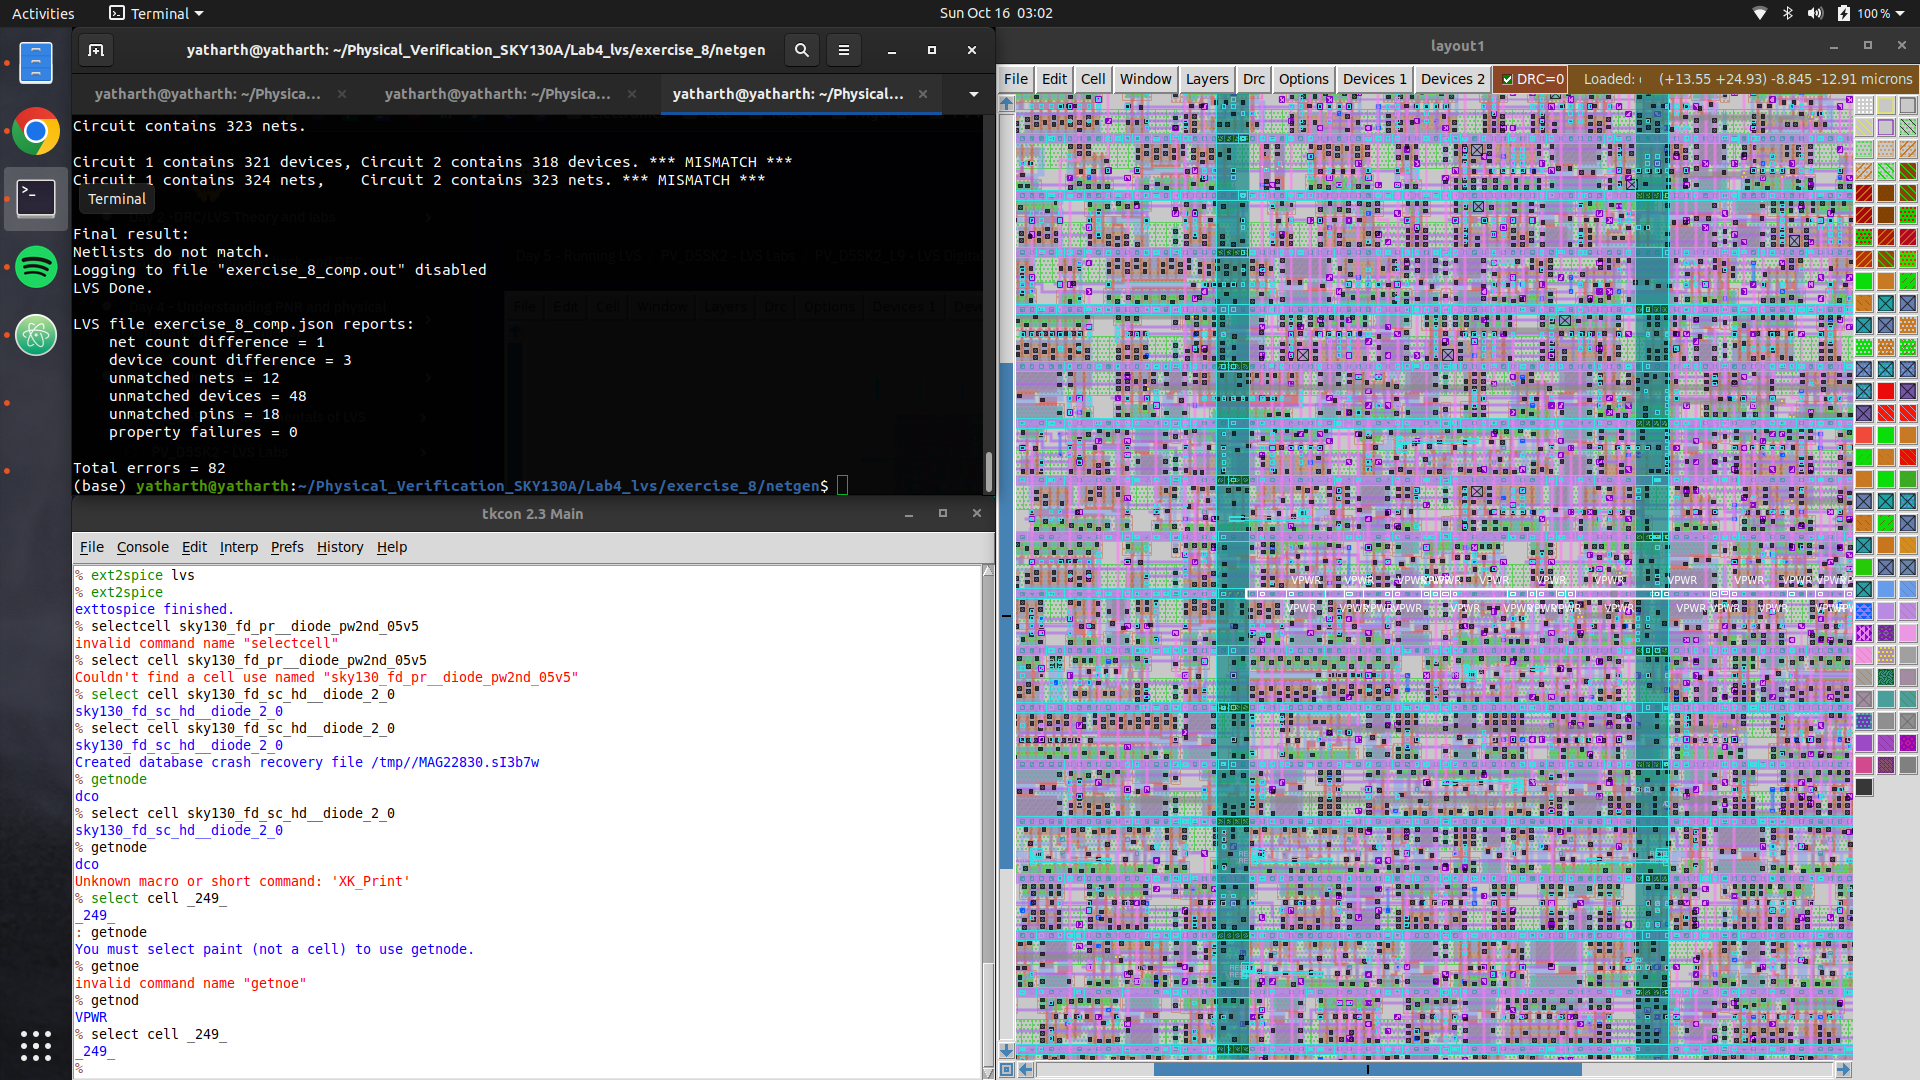 Activities
Terminal
Sun Oct 16 03:02
100 %
yatharth@yatharth: ~/Physical_Verification_SKY130A/Lab4_lvs/exercise_8/netgen
yatharth@yatharth: ~/Physica...
yatharth@yatharth: ~/Physica...
yatharth@yatharth: ~/Physical...
Circuit contains 323 nets.
Circuit 1 contains 321 devices, Circuit 2 contains 318 devices. *** MISMATCH ***
Circuit 1 contains 324 nets,    Circuit 2 contains 323 nets. *** MISMATCH ***
Terminal
Final result:
Netlists do not match.
Logging to file "exercise_8_comp.out" disabled
LVS Done.
LVS file exercise_8_comp.json reports:
net count difference = 1
device count difference = 3
unmatched nets = 12
unmatched devices = 48
unmatched pins = 18
property failures = 0
Total errors = 82
(base) yatharth@yatharth:~/Physical_Verification_SKY130A/Lab4_lvs/exercise_8/netgen$
tkcon 2.3 Main
File Console Edit Interp Prefs History Help
% ext2spice lvs
% ext2spice
exttospice finished.
% selectcell sky130_fd_pr__diode_pw2nd_05v5
invalid command name "selectcell"
% select cell sky130_fd_pr__diode_pw2nd_05v5
Couldn't find a cell use named "sky130_fd_pr__diode_pw2nd_05v5"
% select cell sky130_fd_sc_hd__diode_2_0
sky130_fd_sc_hd__diode_2_0
% select cell sky130_fd_sc_hd__diode_2_0
sky130_fd_sc_hd__diode_2_0
Created database crash recovery file /tmp//MAG22830.sI3b7w
% getnode
dco
% select cell sky130_fd_sc_hd__diode_2_0
sky130_fd_sc_hd__diode_2_0
% getnode
dco
Unknown macro or short command: 'XK_Print'
% select cell _249_
_249_
: getnode
You must select paint (not a cell) to use getnode.
% getnoe
invalid command name "getnoe"
% getnod
VPWR
% select cell _249_
_249_
%
layout1
File Edit Cell Window Layers Drc Options Devices 1 Devices 2 DRC=0 Loaded: (+13.55 +24.93) -8.845 -12.91 microns
VPWR VPWR VPWR VPWR VPWR VPWR VPWR VPWR VPWR
VPWR VPWR VPWR VPWR VPWR VPWR VPWR VPWR